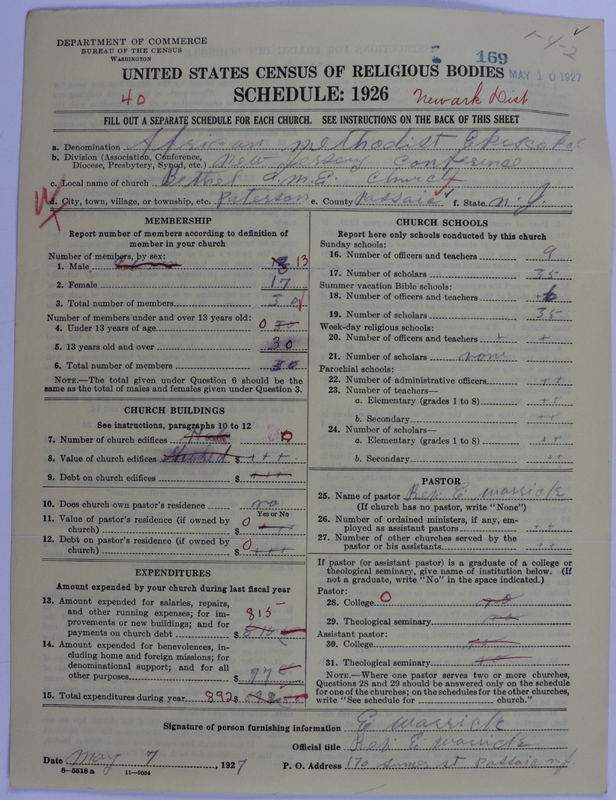 1-4-2
DEPARTMENT OF COMMERCE
BUREAU OF THE CENSUS
WASHINGTON
169
MAY 10 1927
UNITED STATES CENSUS OF RELIGIOUS BODIES
SCHEDULE: 1926
40
Newark Dist
FILL OUT A SEPARATE SCHEDULE FOR EACH CHURCH. SEE INSTRUCTIONS ON THE BACK OF THIS SHEET
a. Denomination African Methodist Episcopal
b. Division (Association, Conference, Diocese, Presbytery, Synod, etc.) New Jersey Conference
c. Local name of church Bethel A.M.E. Church
d. City, town, village, or township, etc. Paterson e. County Passaic f. State N.J.
MEMBERSHIP
Report number of members according to definition of
member in your church
Number of members, by sex:
1. Male 13
2. Female 17
3. Total number of members 30
Number of members under and over 13 years old:
4. Under 13 years of age 0
5. 13 years old and over 30
6. Total number of members 30
NOTE.—The total given under Question 6 should be the
same as the total of males and females given under Question 3.
CHURCH BUILDINGS
See instructions, paragraphs 10 to 12
7. Number of church edifices 0
8. Value of church edifices $ +++
9. Debt on church edifices $ +++
10. Does church own pastor's residence no
Yes or No
11. Value of pastor's residence (if owned by
church) $ 0
12. Debt on pastor's residence (if owned by
church) $ 0
EXPENDITURES
Amount expended by church during last fiscal year
13. Amount expended for salaries, repairs,
and other running expenses; for im-
provements or new buildings; and for
payments on church debt $ 815
14. Amount expended for benevolences, in-
cluding home and foreign missions; for
denominational support; and for all
other purposes $
15. Total expenditures during year 892 $
CHURCH SCHOOLS
Report here only schools conducted by this church
Sunday schools:
16. Number of officers and teachers 9
17. Number of scholars 35
Summer vacation Bible schools:
18. Number of officers and teachers 6
19. Number of scholars 35
Week-day religious schools:
20. Number of officers and teachers +
21. Number of scholars none
Parochial schools:
22. Number of administrative officers ++
23. Number of teachers—
a. Elementary (grades 1 to 8) ++
b. Secondary ++
24. Number of scholars—
a. Elementary (grades 1 to 8) ++
b. Secondary ++
PASTOR
25. Name of pastor Rev. E Warrick
(If church has no pastor, write "None")
26. Number of ordained ministers, if any, em-
ployed as assistant pastors ++
27. Number of other churches served by the
pastor or his assistants ++
If pastor (or assistant pastor) is a graduate of a college or
theological seminary, give name of institution below. (If
not a graduate, write "No" in the space indicated.)
Pastor:
28. College 0
29. Theological seminary
Assistant pastor:
30. College
31. Theological seminary
NOTE.—Where one pastor serves two or more churches,
Questions 28 and 29 should be answered only on the schedule
for one of the churches; on the schedules for the other churches,
write "See schedule for church."
Signature of person furnishing information E Warrick
Official title Rev. E Warrick
Date May 7, 1927 P. O. Address 170 Summer st Passaic N.J.
8—5518 a 11—9034